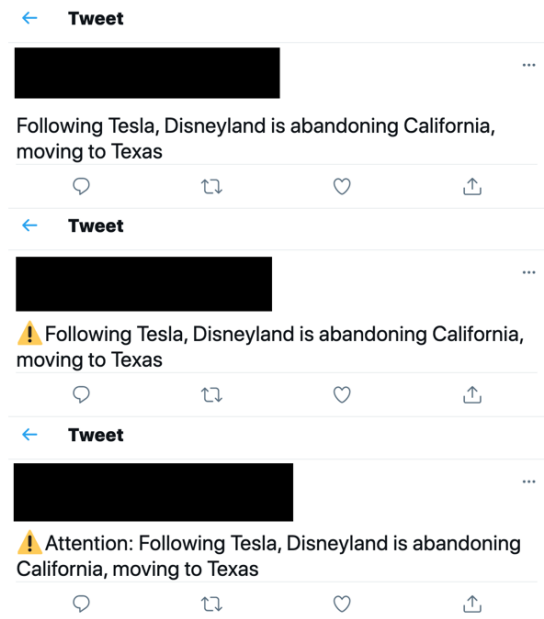 Tweet
Following Tesla, Disneyland is abandoning California,
moving to Texas
Tweet
⚠️Following Tesla, Disneyland is abandoning California,
moving to Texas
Tweet
⚠️Attention: Following Tesla, Disneyland is abandoning
California, moving to Texas